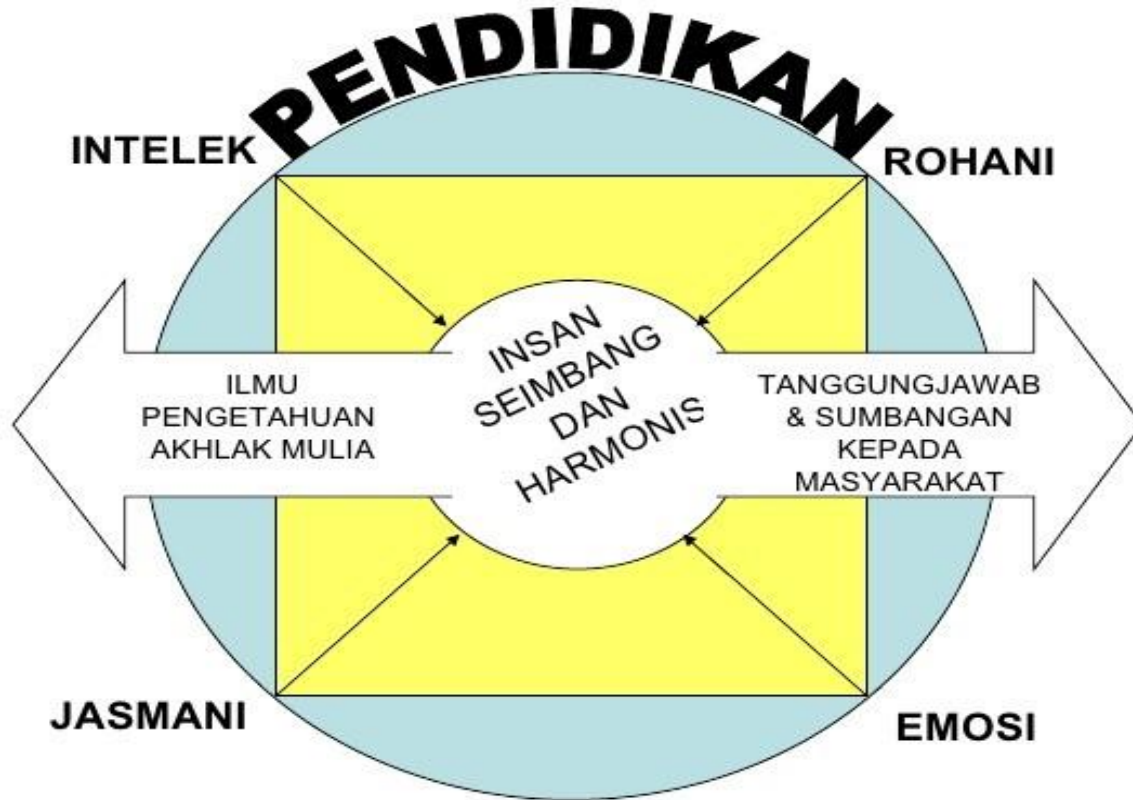 PENDIDIKAN
INTELEK
ROHANI
INSAN
SEIMBANG
DAN
HARMONIS
ILMU
PENGETAHUAN
AKHLAK MULIA
TANGGUNGJAWAB
& SUMBANGAN
KEPADA
MASYARAKAT
JASMANI
EMOSI